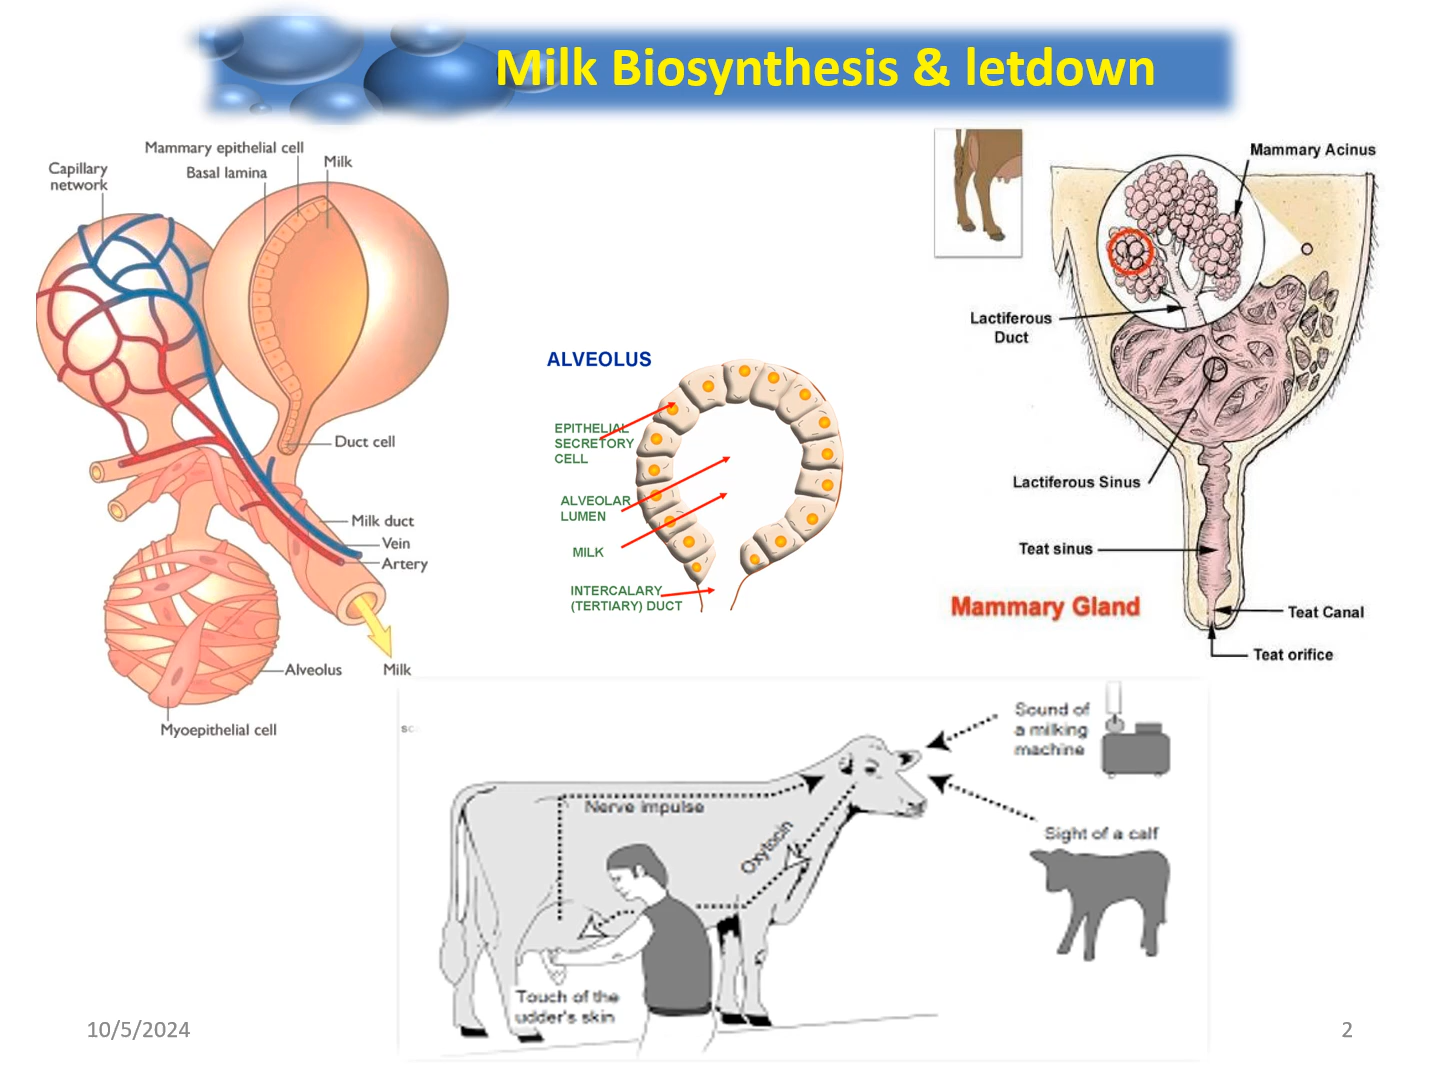 Milk Biosynthesis & letdown
Mammary epithelial cell
Milk
Basal lamina
Capillary
network
Duct cell
Milk duct
Vein
Artery
Alveolus
Milk
Myoepithelial cell
ALVEOLUS
EPITHELIAL
SECRETORY
CELL
ALVEOLAR
LUMEN
MILK
INTERCALARY
(TERTIARY) DUCT
Mammary Acinus
Lactiferous
Duct
Lactiferous Sinus
Teat sinus
Mammary Gland
Teat Canal
Teat orifice
Sound of
a milking
machine
Nerve impulse
Oxytocin
Sight of a calf
Touch of the
udder's skin
10/5/2024
2